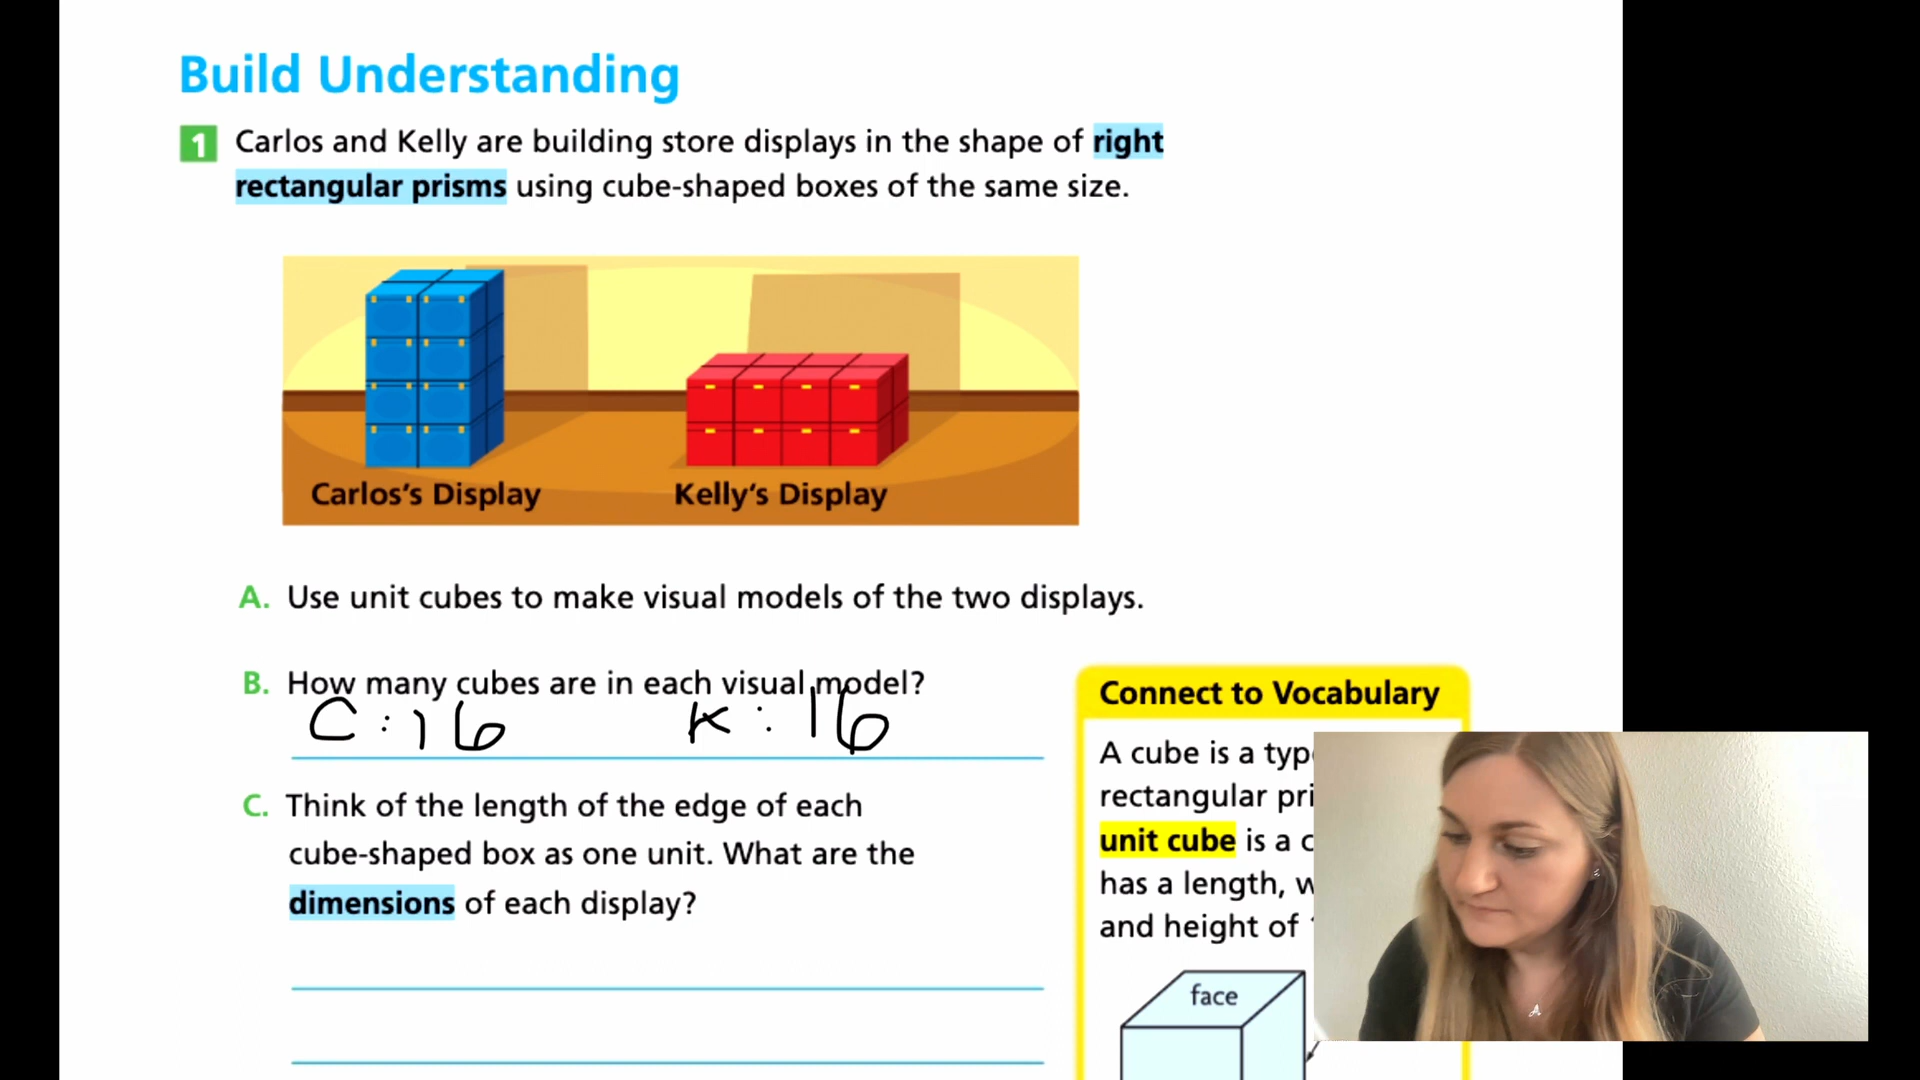 Build Understanding
1 Carlos and Kelly are building store displays in the shape of right
rectangular prisms using cube-shaped boxes of the same size.
Carlos's Display
Kelly's Display
A. Use unit cubes to make visual models of the two displays.
B. How many cubes are in each visual model?
C : 16 K : 16
C. Think of the length of the edge of each
cube-shaped box as one unit. What are the
dimensions of each display?
Connect to Vocabulary
A cube is a
rectangular
unit cube is a
has a length,
and height of
face